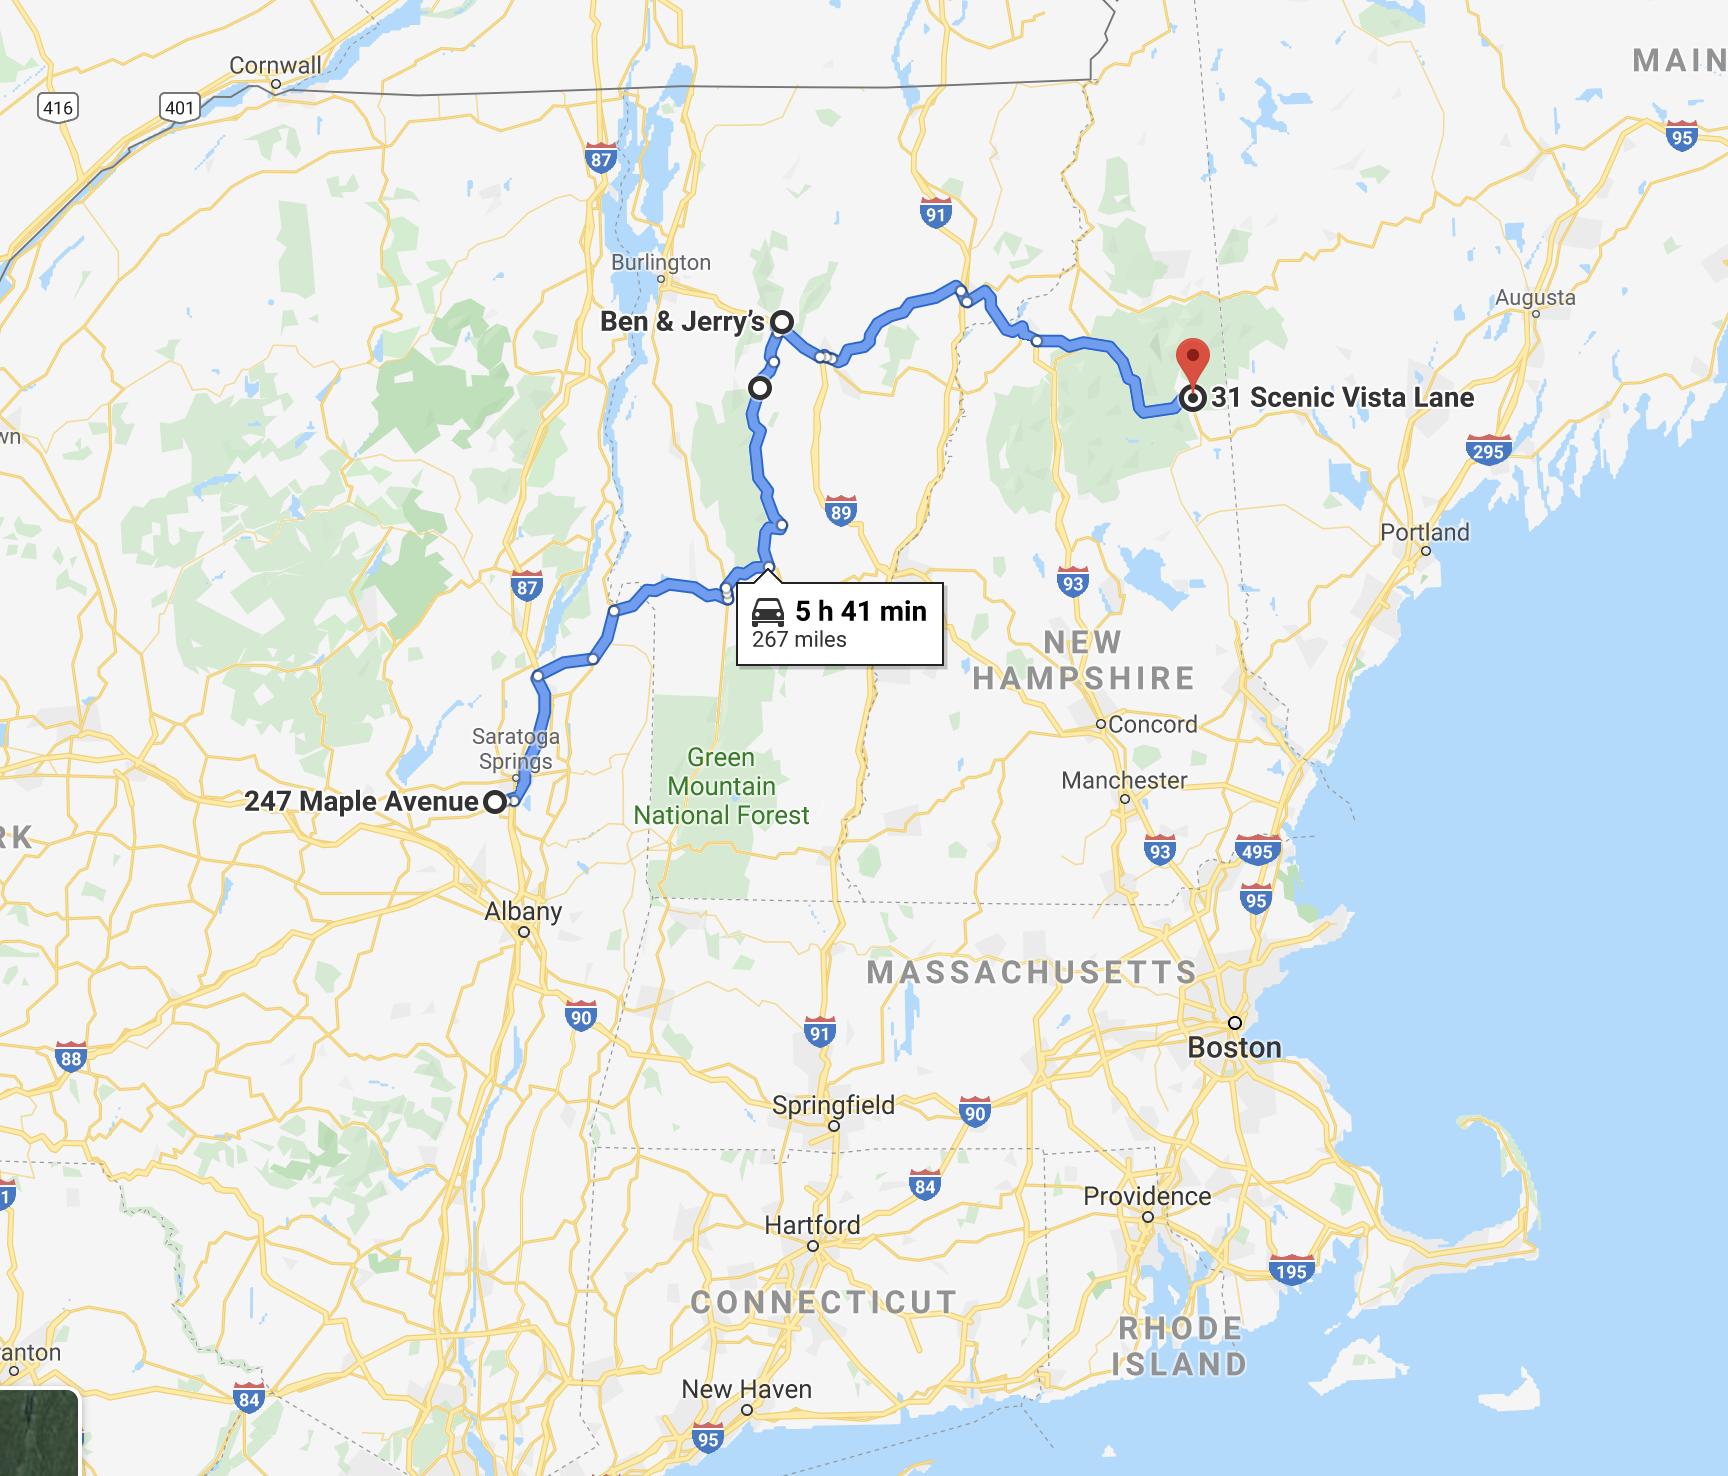 MAIN
Cornwall
416
401
95
87
91
Burlington
Augusta
Ben & Jerry's
31 Scenic Vista Lane
wn
295
89
Portland
87
93
5 h 41 min
267 miles
NEW
HAMPSHIRE
Concord
Saratoga
Springs
Green
Mountain
National Forest
Manchester
247 Maple Avenue
RK
93
495
95
Albany
MASSACHUSETTS
90
91
Boston
88
Springfield
90
84
1
Providence
Hartford
195
CONNECTICUT
RHODE
ISLAND
anton
New Haven
84
95